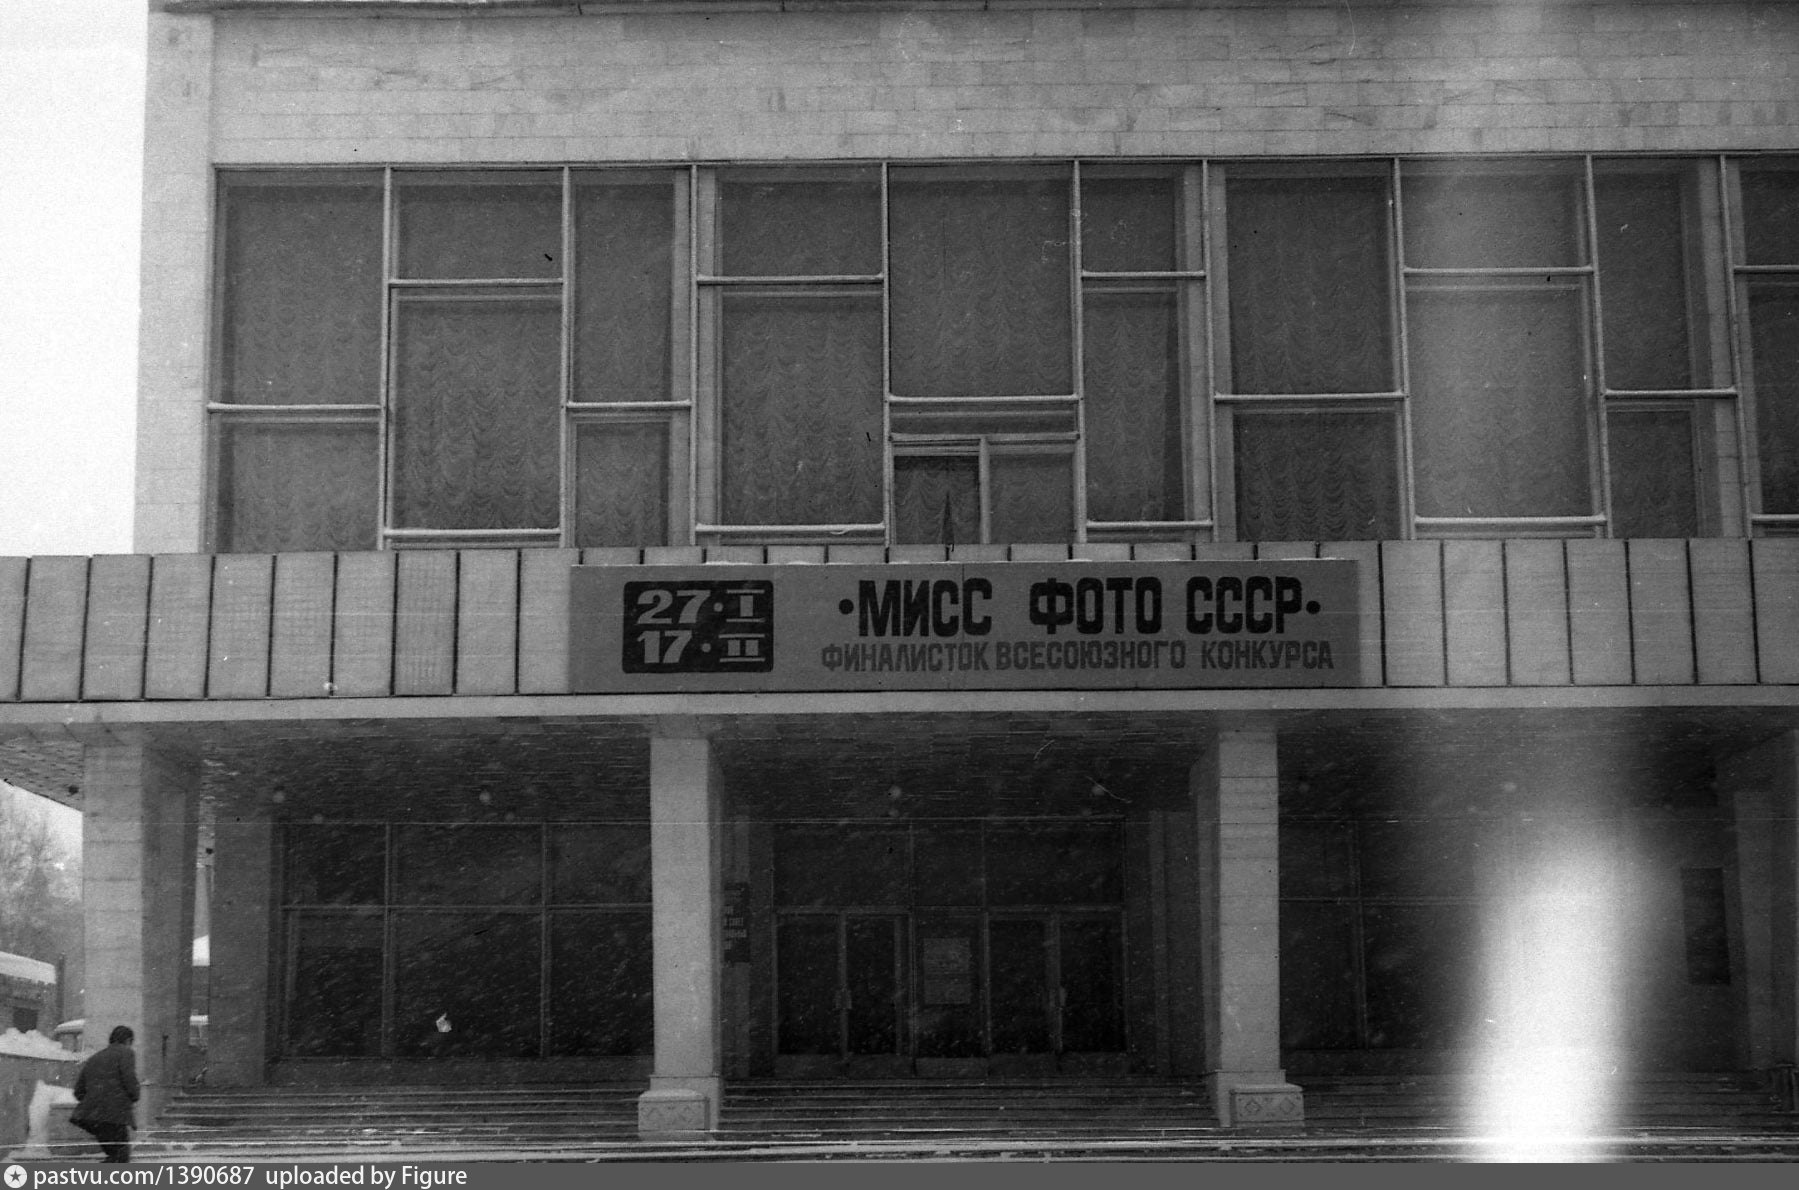 27·I
17·II
·МИСС ФОТО СССР·
ФИНАЛИСТОК ВСЕСОЮЗНОГО КОНКУРСА
pastvu.com/1390687 uploaded by Figure